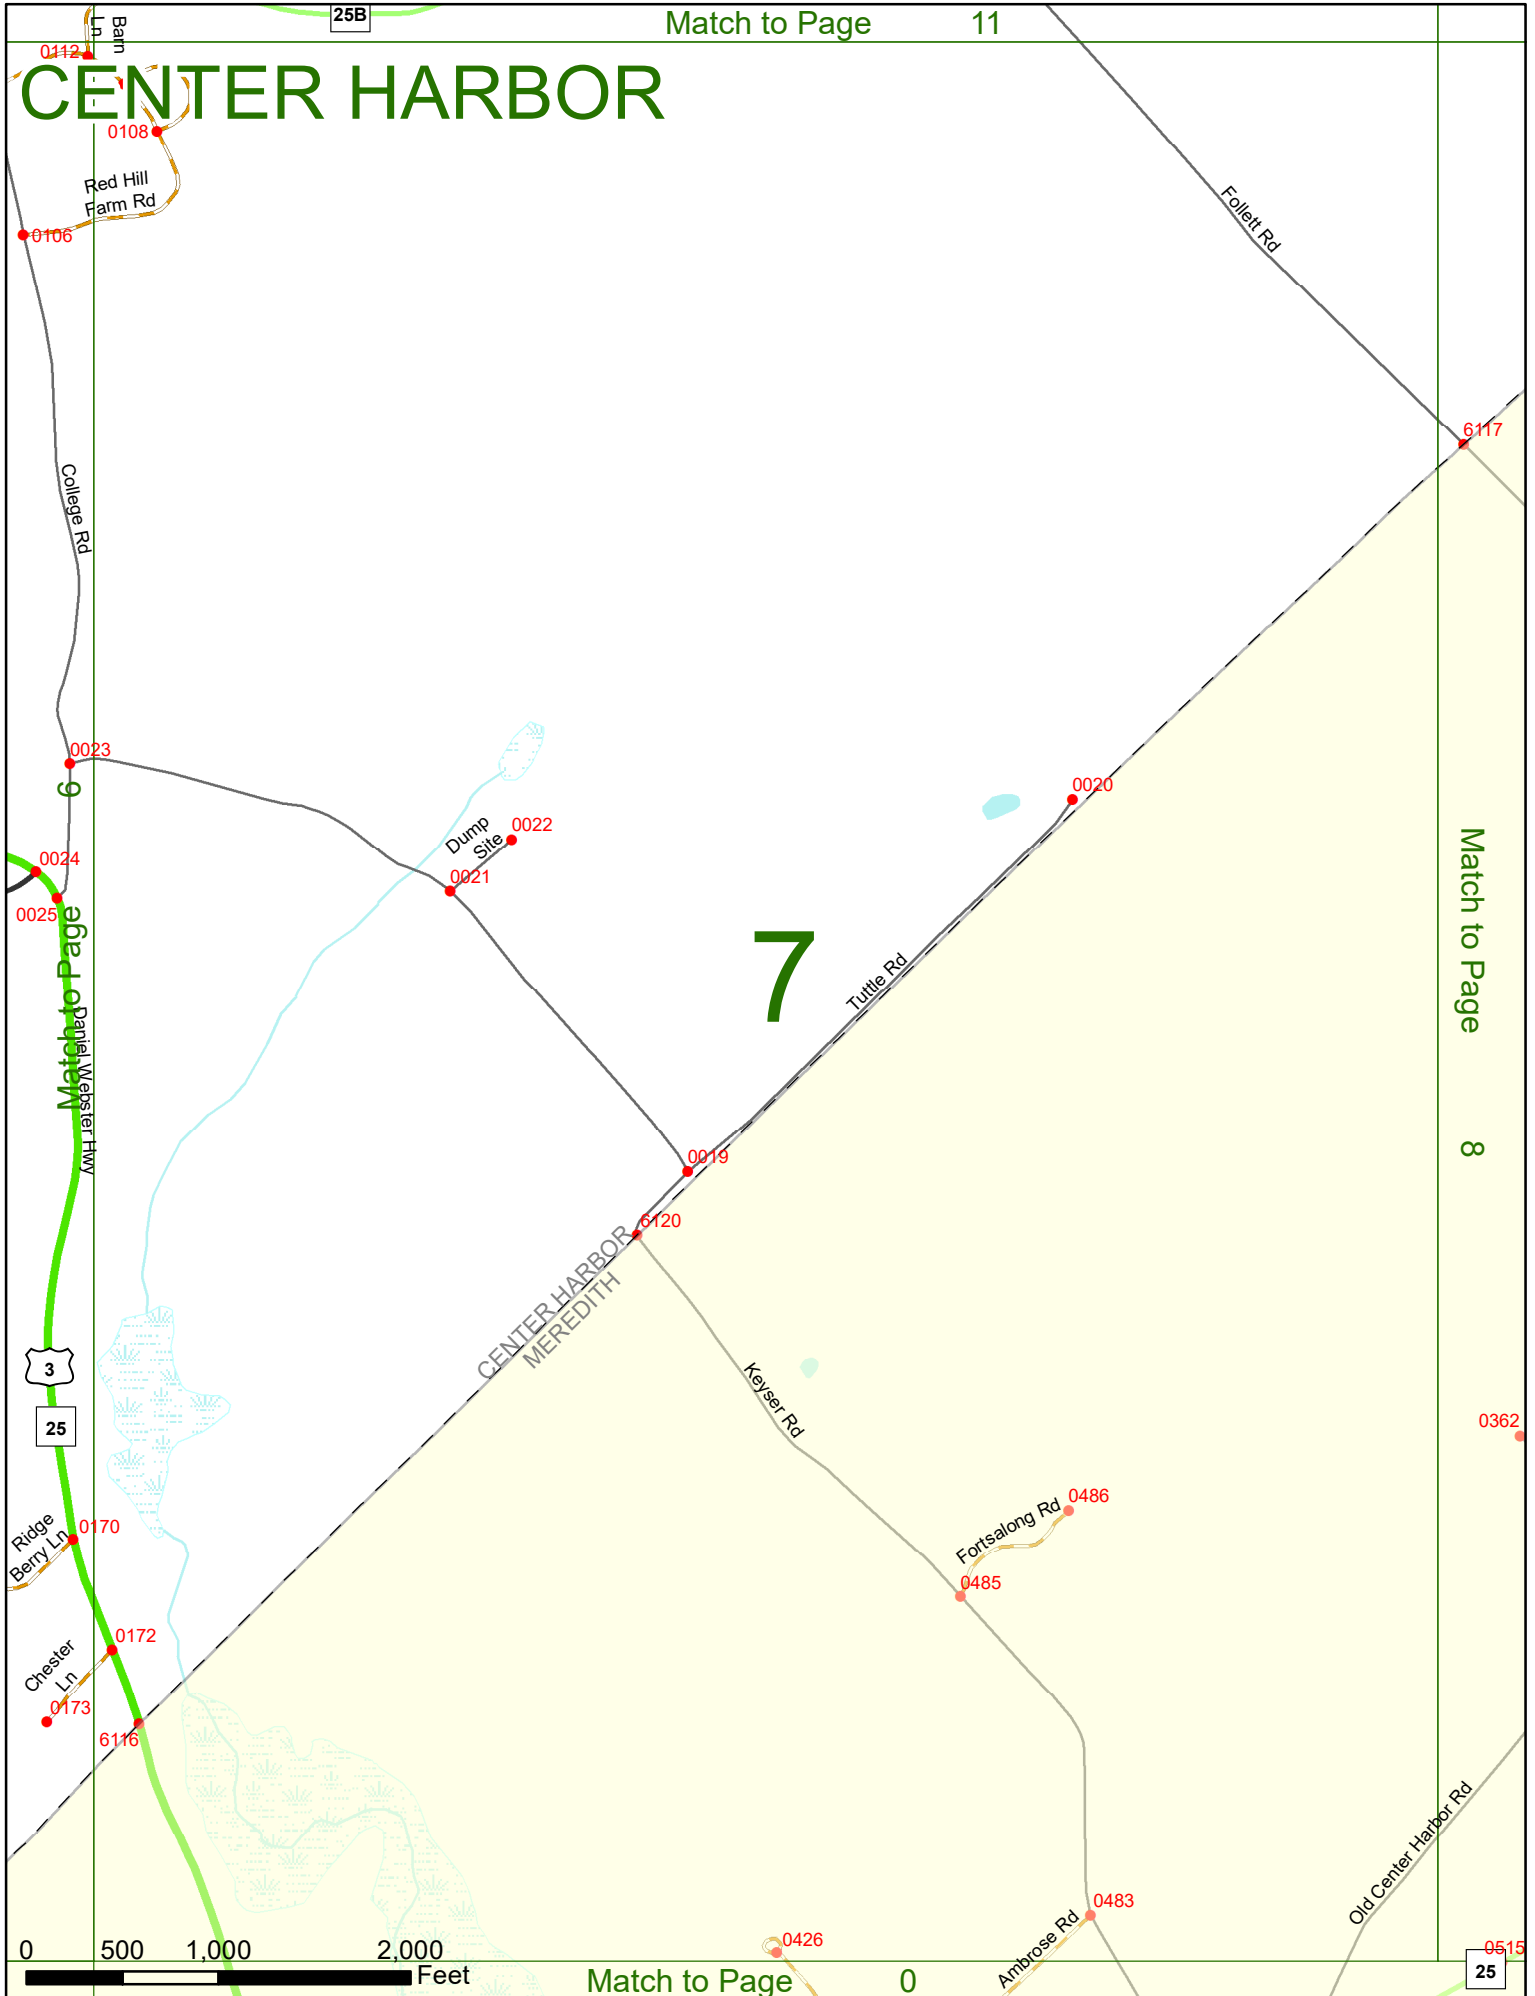 25B
Match to Page 11
Barn
Ln
0112
CENTER HARBOR
0108
Red Hill
Farm Rd
0106
Follett Rd
6117
College Rd
0023
6
Match to Page
0020
Dump
Site
0022
0021
0024
0025
7
Match to Page 8
Tuttle Rd
Daniel Webster Hwy
0019
6120
CENTER HARBOR
MEREDITH
3
25
Keyser Rd
0362
0486
Fortsalong Rd
0485
Ridge
Berry Ln
0170
0172
Chester
Ln
0173
6116
Old Center Harbor Rd
0483
Ambrose Rd
0426
0515
25
0 500 1,000 2,000
Feet
Match to Page 0